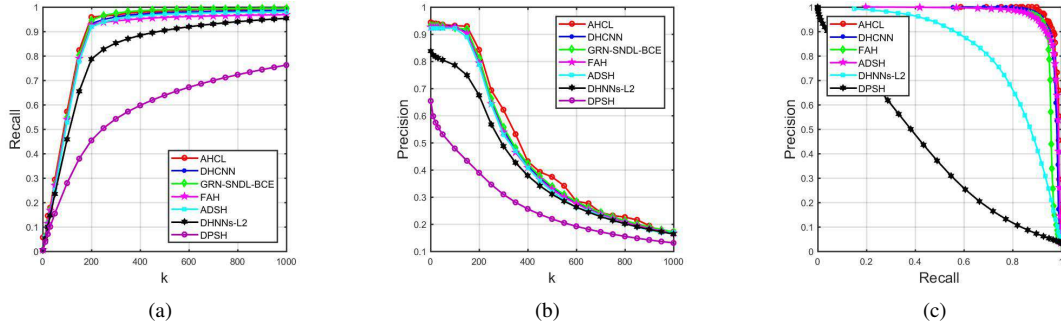 1
0.9
0.8
0.7
0.6
0.5
0.4
0.3
0.2
0.1
0
0 200 400 600 800 1000
Recall
k
AHCL
DHCNN
GRN-SNDL-BCE
FAH
ADSH
DHNNs-L2
DPSH
(a)
1
0.9
0.8
0.7
0.6
0.5
0.4
0.3
0.2
0.1
0 200 400 600 800 1000
Precision
k
AHCL
DHCNN
GRN-SNDL-BCE
FAH
ADSH
DHNNs-L2
DPSH
(b)
1
0.9
0.8
0.7
0.6
0.5
0.4
0.3
0.2
0.1
0
0 0.2 0.4 0.6 0.8 1
Precision
Recall
AHCL
DHCNN
FAH
ADSH
DHNNs-L2
DPSH
(c)